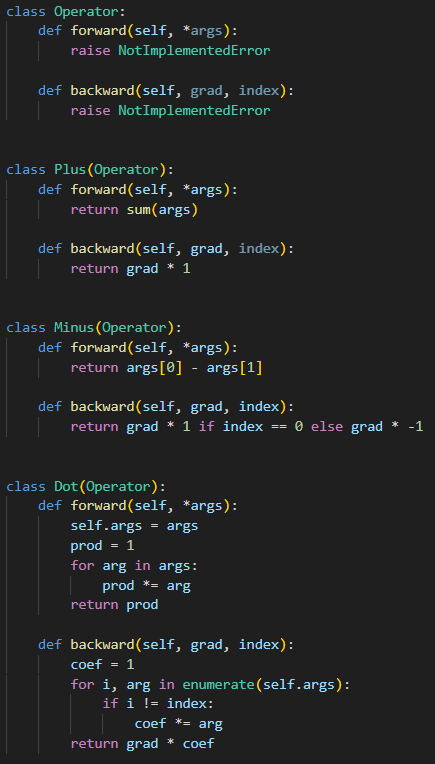 class Operator:
    def forward(self, *args):
        raise NotImplementedError

    def backward(self, grad, index):
        raise NotImplementedError


class Plus(Operator):
    def forward(self, *args):
        return sum(args)

    def backward(self, grad, index):
        return grad * 1


class Minus(Operator):
    def forward(self, *args):
        return args[0] - args[1]

    def backward(self, grad, index):
        return grad * 1 if index == 0 else grad * -1


class Dot(Operator):
    def forward(self, *args):
        self.args = args
        prod = 1
        for arg in args:
            prod *= arg
        return prod

    def backward(self, grad, index):
        coef = 1
        for i, arg in enumerate(self.args):
            if i != index:
                coef *= arg
        return grad * coef